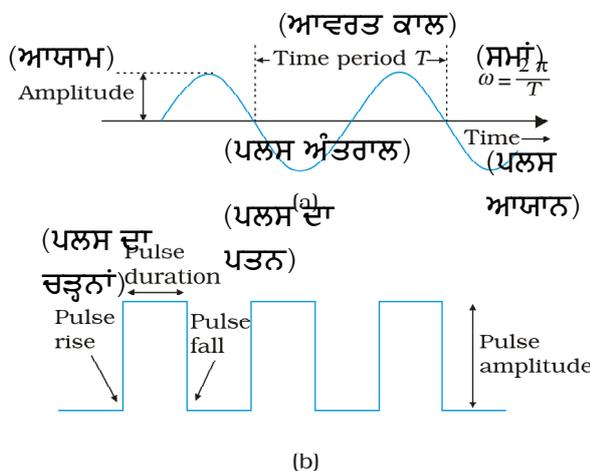 (ਆਵਰਤ ਕਾਲ)
(ਆਯਾਮ)
Time period T
(ਸਮਾਂ)
Amplitude
ω = 2 π / T
Time
(ਪਲਸ ਅੰਤਰਾਲ)
(ਪਲਸ
ਆਯਾਨ)
(a)
(ਪਲਸ ਦਾ
ਪਤਨ)
(ਪਲਸ ਦਾ
ਚੜ੍ਹਨਾਂ)
Pulse
duration
Pulse
rise
Pulse
fall
Pulse
amplitude
(b)